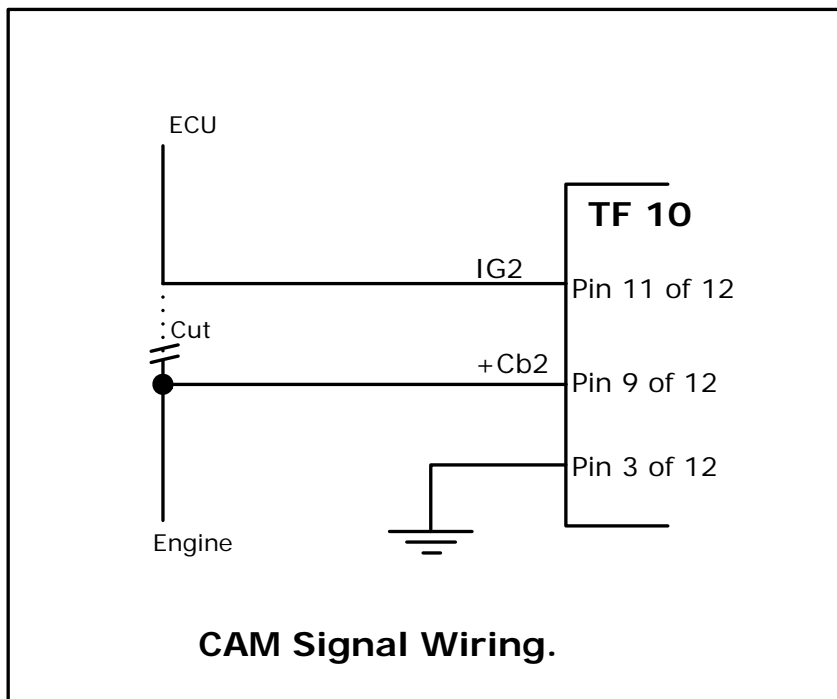 ECU
TF 10
IG2
Pin 11 of 12
Cut
+Cb2
Pin 9 of 12
Pin 3 of 12
Engine
CAM Signal Wiring.